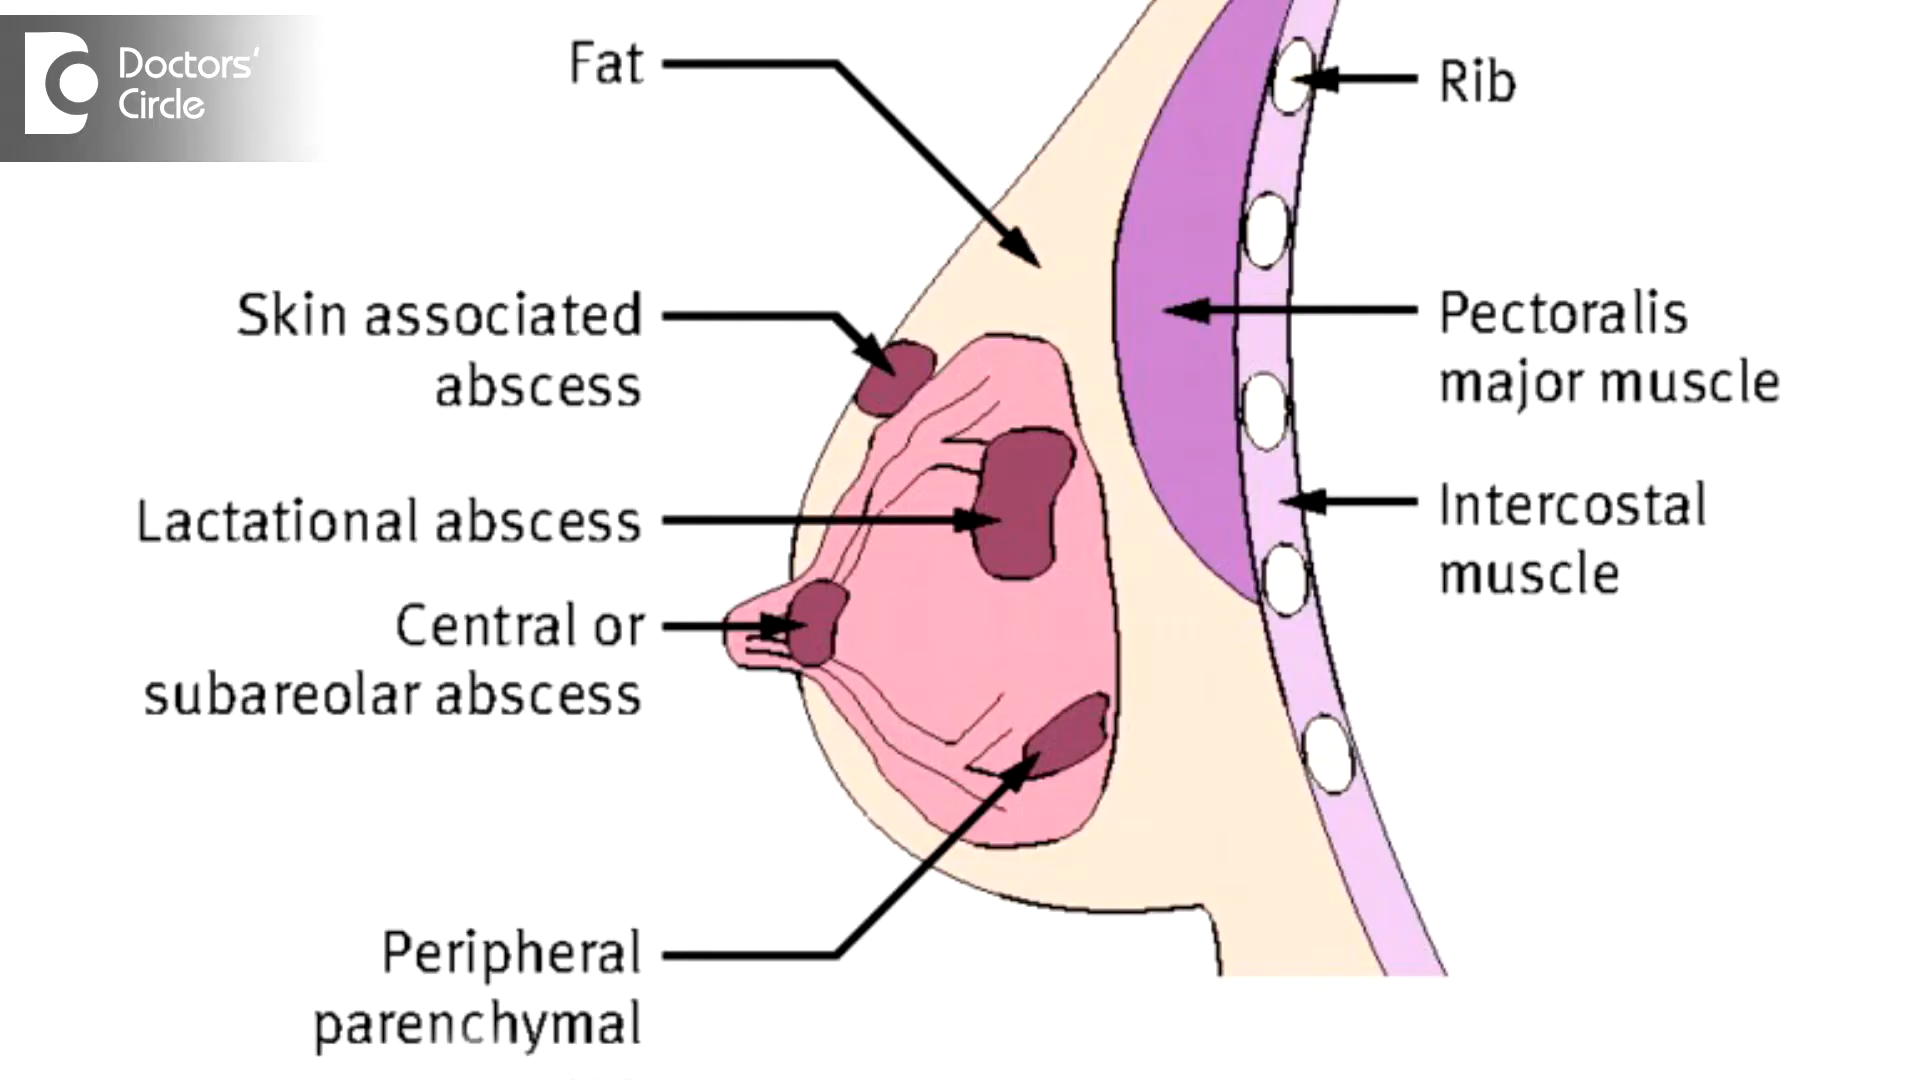 Doctors'
Circle
Fat
Rib
Skin associated
abscess
Pectoralis
major muscle
Lactational abscess
Intercostal
muscle
Central or
subareolar abscess
Peripheral
parenchymal